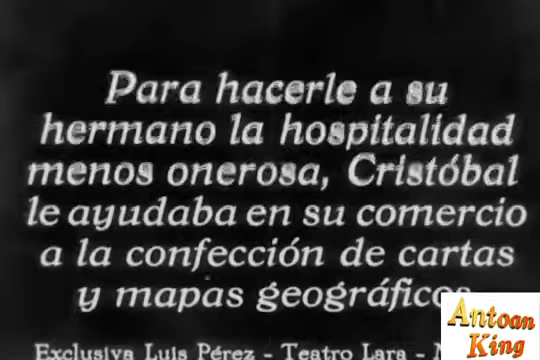 Para hacerle a su
hermano la hospitalidad
menos onerosa, Cristóbal
le ayudaba en su comercio
a la confección de cartas
y mapas geográficos
Exclusiva Luis Pérez - Teatro Lara -
Antoan
King